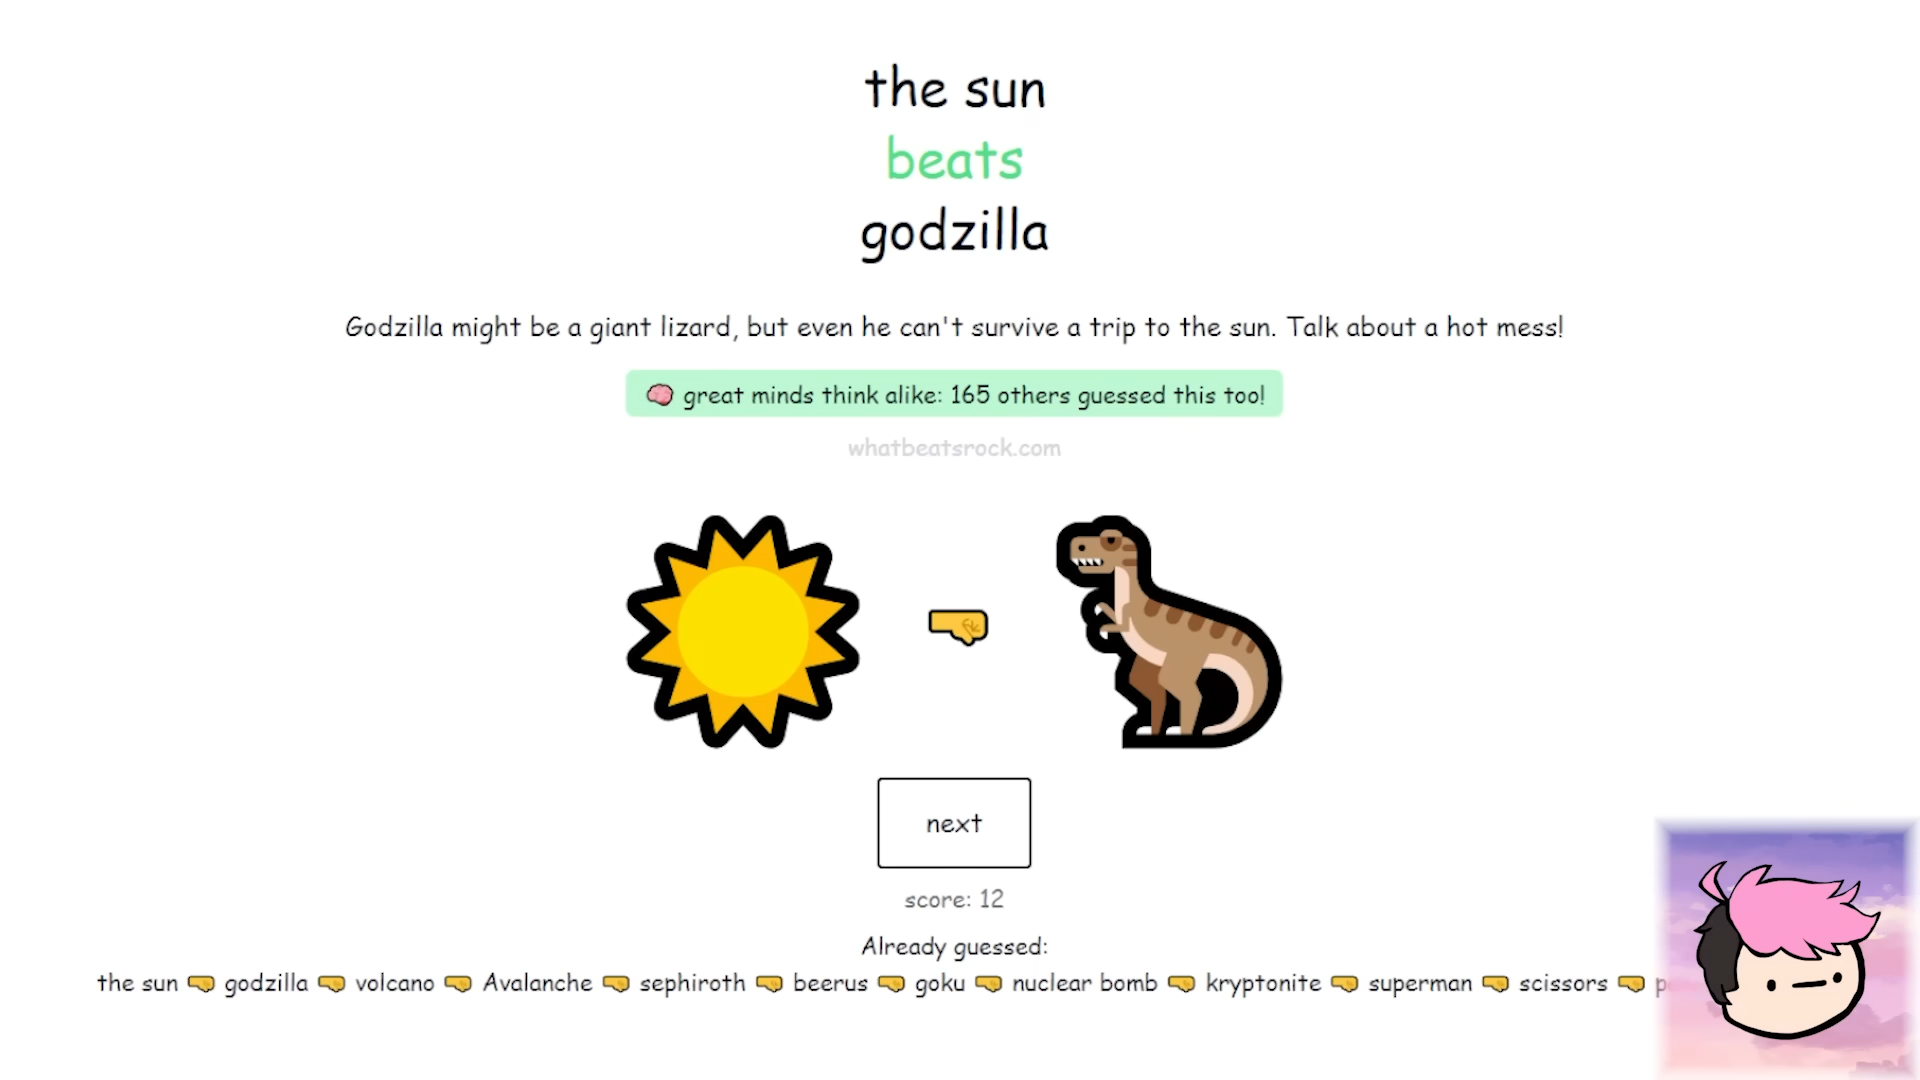 the sun
beats
godzilla
Godzilla might be a giant lizard, but even he can't survive a trip to the sun. Talk about a hot mess!
🧠 great minds think alike: 165 others guessed this too!
whatbeatsrock.com
next
score: 12
Already guessed:
the sun 🤜 godzilla 🤜 volcano 🤜 Avalanche 🤜 sephiroth 🤜 beerus 🤜 goku 🤜 nuclear bomb 🤜 kryptonite 🤜 superman 🤜 scissors 🤜